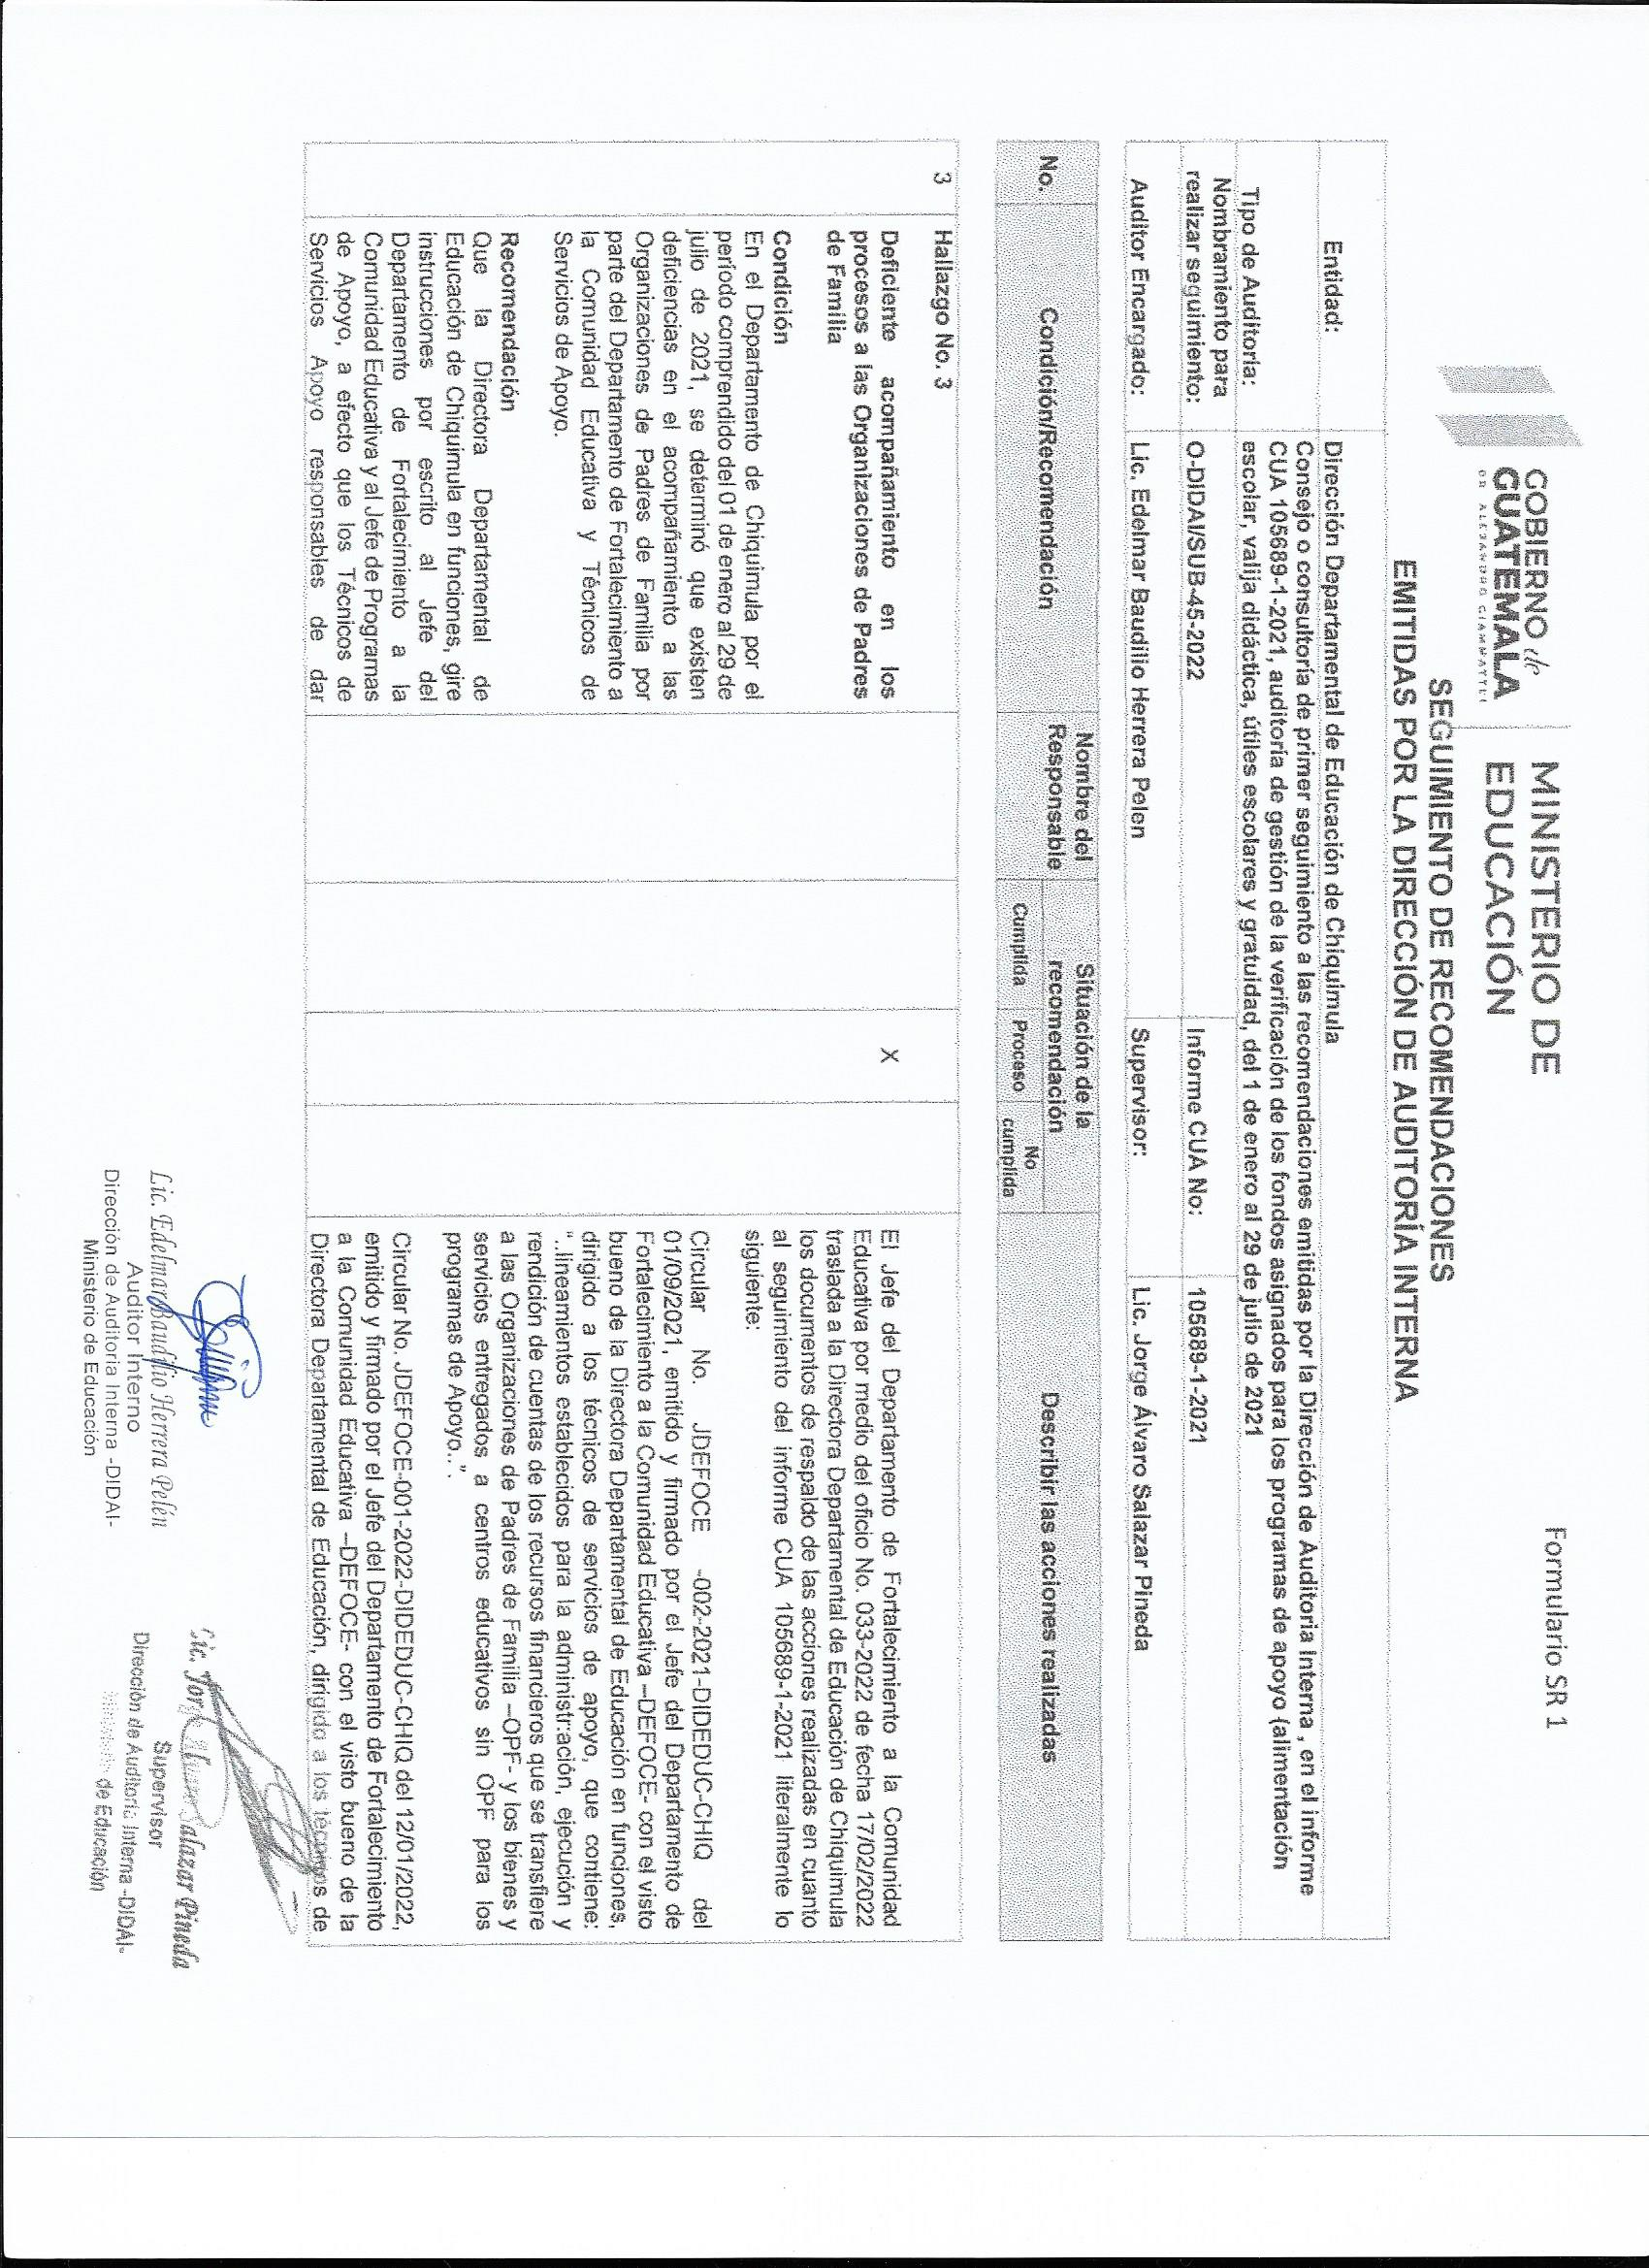 Formulario SR 1
GOBIERNO de
GUATEMALA
DR. ALEJANDRO GIAMMATTEI
MINISTERIO DE
EDUCACIÓN
SEGUIMIENTO DE RECOMENDACIONES
EMITIDAS POR LA DIRECCIÓN DE AUDITORÍA INTERNA
Entidad: Dirección Departamental de Educación de Chiquimula
Tipo de Auditoría: Consejo o consultoría de primer seguimiento a las recomendaciones emitidas por la Dirección de Auditoria Interna , en el informe
CUA 105689-1-2021, auditoría de gestión de la verificación de los fondos asignados para los programas de apoyo (alimentación
escolar, valija didáctica, útiles escolares y gratuidad, del 1 de enero al 29 de julio de 2021
Nombramiento para
realizar seguimiento: O-DIDAI/SUB-45-2022 Informe CUA No: 105689-1-2021
Auditor Encargado: Lic. Edelmar Baudilio Herrera Pelen Supervisor: Lic. Jorge Álvaro Salazar Pineda
No. Condición/Recomendación
Nombre del
Responsable
Situación de la
recomendación
Cumplida Proceso
No
cumplida
Describir las acciones realizadas
3 Hallazgo No. 3
Deficiente acompañamiento en los
procesos a las Organizaciones de Padres
de Familia
Condición
En el Departamento de Chiquimula por el
período comprendido del 01 de enero al 29 de
julio de 2021, se determinó que existen
deficiencias en el acompañamiento a las
Organizaciones de Padres de Familia por
parte del Departamento de Fortalecimiento a
la Comunidad Educativa y Técnicos de
Servicios de Apoyo.
Recomendación
Que la Directora Departamental de
Educación de Chiquimula en funciones, gire
instrucciones por escrito al Jefe del
Departamento de Fortalecimiento a la
Comunidad Educativa y al Jefe de Programas
de Apoyo, a efecto que los Técnicos de
Servicios Apoyo responsables de dar
X
El Jefe del Departamento de Fortalecimiento a la Comunidad
Educativa por medio del oficio No. 033-2022 de fecha 17/02/2022
traslada a la Directora Departamental de Educación de Chiquimula
los documentos de respaldo de las acciones realizadas en cuanto
al seguimiento del informe CUA 105689-1-2021 literalmente lo
siguiente:
Circular No. JDEFOCE -002-2021-DIDEDUC-CHIQ del
01/09/2021, emitido y firmado por el Jefe del Departamento de
Fortalecimiento a la Comunidad Educativa –DEFOCE- con el visto
bueno de la Directora Departamental de Educación en funciones,
dirigido a los técnicos de servicios de apoyo, que contiene:
“..lineamientos establecidos para la administración, ejecución y
rendición de cuentas de los recursos financieros que se transfiere
a las Organizaciones de Padres de Familia –OPF- y los bienes y
servicios entregados a centros educativos sin OPF para los
programas de Apoyo..”.
Circular No. JDEFOCE-001-2022-DIDEDUC-CHIQ del 12/01/2022,
emitido y firmado por el Jefe del Departamento de Fortalecimiento
a la Comunidad Educativa –DEFOCE- con el visto bueno de la
Directora Departamental de Educación, dirigido a los técnicos de
Lic. Edelmar Baudilio Herrera Pelén
Auditor Interno
Dirección de Auditoria Interna -DIDAI-
Ministerio de Educación
Lic. Jorge Alvaro Salazar Pineda
Supervisor
Dirección de Auditoría Interna -DIDAI-
de Educación